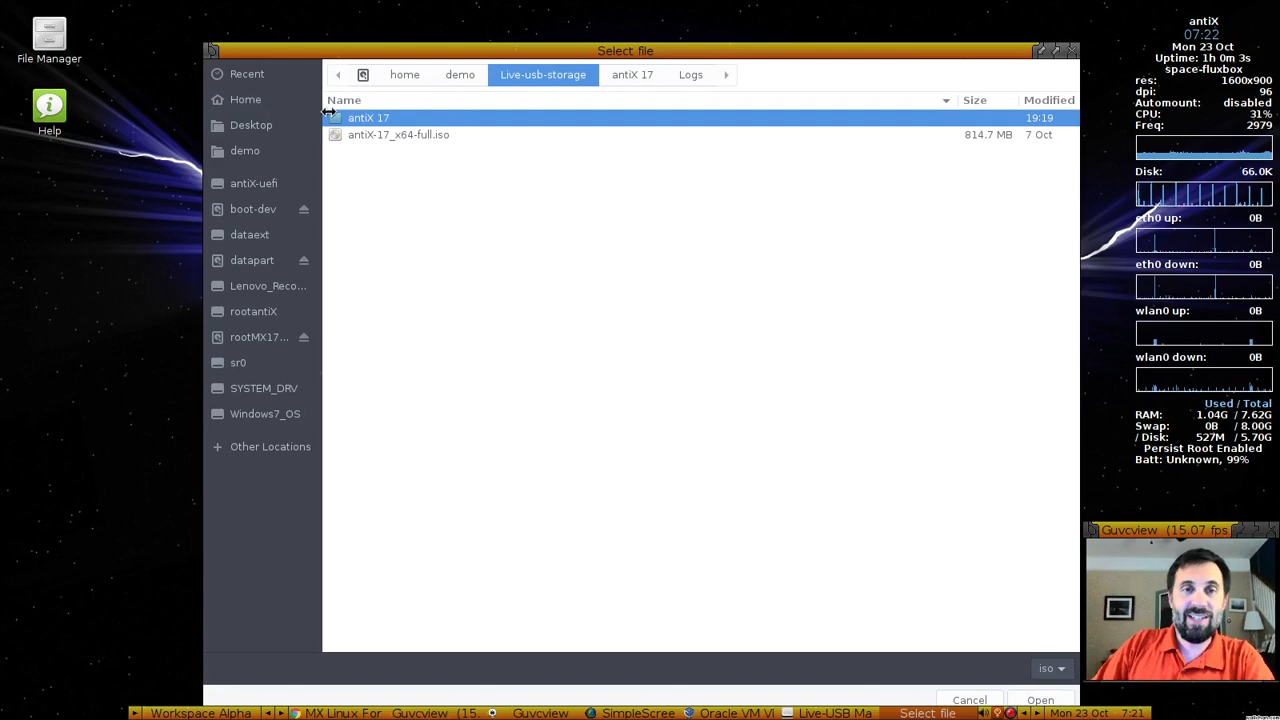 File Manager
Help
Select file
Recent
Home
Desktop
demo
antiX-uefi
boot-dev
dataext
datapart
Lenovo_Reco...
rootantiX
rootMX17...
sr0
SYSTEM_DRV
Windows7_OS
Other Locations
home demo Live-usb-storage antiX 17 Logs
Name Size Modified
antiX 17 19:19
antiX-17_x64-full.iso 814.7 MB 7 Oct
iso
Cancel Open
antiX
07:22
Mon 23 Oct
Uptime: 1h 0m 3s
space-fluxbox
res: 1600x900
dpi: 96
Automount: disabled
CPU: 31%
Freq: 2979
Disk: 66.0K
eth0 up: 0B
eth0 down: 0B
wlan0 up: 0B
wlan0 down: 0B
Used / Total
RAM: 1.04G / 7.62G
Swap: 0B / 8.00G
/ Disk: 527M / 5.70G
Persist Root Enabled
Batt: Unknown, 99%
Guvcview (15.07 fps
Workspace Alpha MX Linux For Guvcview (15. Guvcview SimpleScree Oracle VM Vi Live-USB Ma Select file Mon 23 Oct 7:21